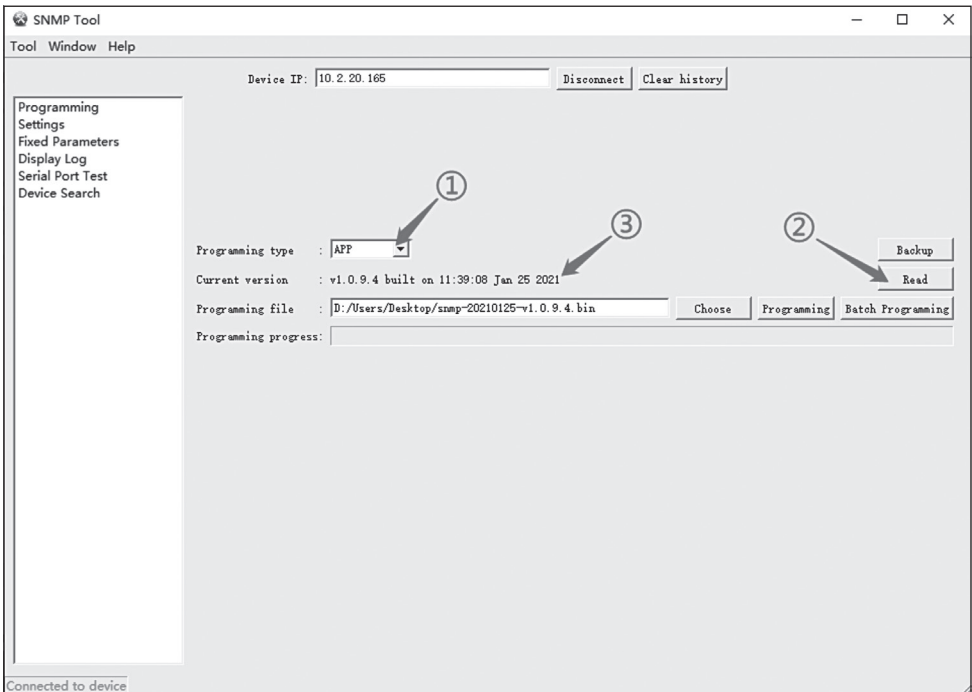 SNMP Tool
Tool Window Help
Device IP: 10.2.20.165 Disconnect Clear history
Programming
Settings
Fixed Parameters
Display Log
Serial Port Test
Device Search
①
③
②
Programming type : APP Backup
Current version : v1.0.9.4 built on 11:39:08 Jan 25 2021 Read
Programming file : D:/Users/Desktop/snmp-20210125-v1.0.9.4.bin Choose Programming Batch Programming
Programming progress:
Connected to device